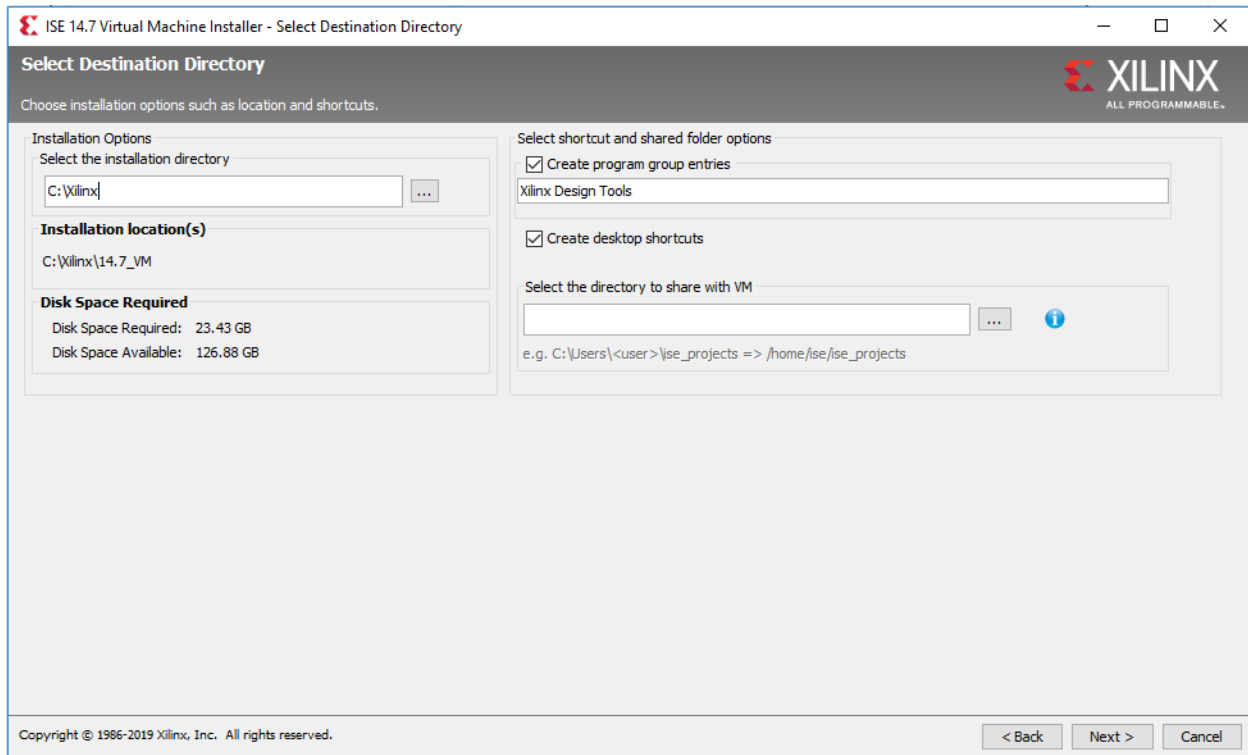 ISE 14.7 Virtual Machine Installer - Select Destination Directory
Select Destination Directory
Choose installation options such as location and shortcuts.
XILINX
ALL PROGRAMMABLE™
Installation Options
Select the installation directory
C:\Xilinx
...
Installation location(s)
C:\Xilinx\14.7_VM
Disk Space Required
Disk Space Required: 23.43 GB
Disk Space Available: 126.88 GB
Select shortcut and shared folder options
Create program group entries
Xilinx Design Tools
Create desktop shortcuts
Select the directory to share with VM
...
e.g. C:\Users\<user>\ise_projects => /home/ise/ise_projects
Copyright © 1986-2019 Xilinx, Inc. All rights reserved.
< Back Next > Cancel